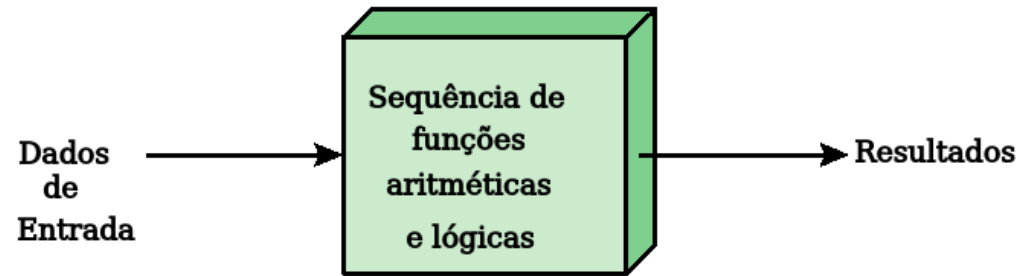 Dados
de
Entrada
Sequência de
funções
aritméticas
e lógicas
Resultados